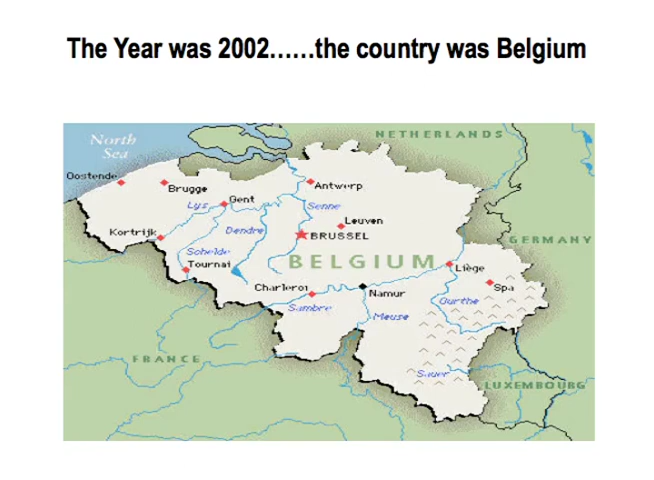 The Year was 2002......the country was Belgium
North
Sea
NETHERLANDS
Oostende
Brugge
Antwerp
Lys
Gent
Senne
Leuven
Kortrijk
Dendre
BRUSSEL
GERMANY
Schelde
Tournai
BELGIUM
Liège
Charleroi
Namur
Spa
Ourthe
Sambre
Meuse
FRANCE
Sauer
LUXEMBOURG